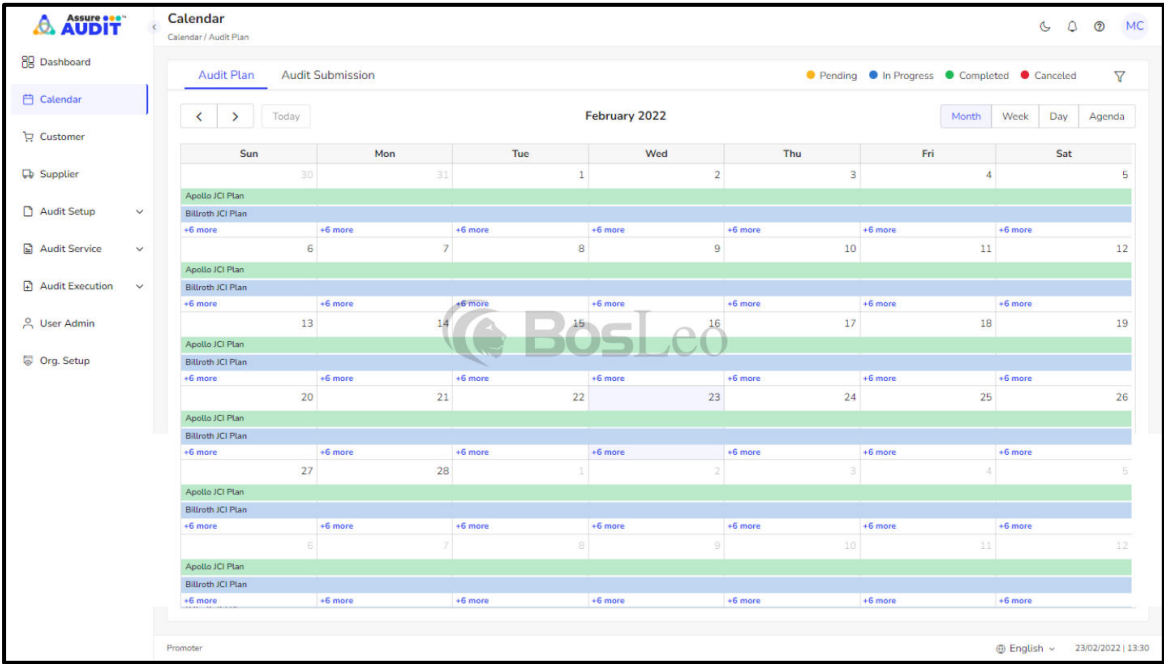 Assure
AUDIT
Calendar
Calendar / Audit Plan
MC
Dashboard
Calendar
Customer
Supplier
Audit Setup
Audit Service
Audit Execution
User Admin
Org. Setup
Audit Plan Audit Submission Pending In Progress Completed Canceled
Today February 2022 Month Week Day Agenda
Sun Mon Tue Wed Thu Fri Sat
30 31 1 2 3 4 5
Apollo JCI Plan
Billroth JCI Plan
+6 more +6 more +6 more +6 more +6 more +6 more +6 more
6 7 8 9 10 11 12
Apollo JCI Plan
Billroth JCI Plan
+6 more +6 more +6 more +6 more +6 more +6 more +6 more
13 14 15 16 17 18 19
BosLeo
Apollo JCI Plan
Billroth JCI Plan
+6 more +6 more +6 more +6 more +6 more +6 more +6 more
20 21 22 23 24 25 26
Apollo JCI Plan
Billroth JCI Plan
+6 more +6 more +6 more +6 more +6 more +6 more +6 more
27 28 1 2 3 4 5
Apollo JCI Plan
Billroth JCI Plan
+6 more +6 more +6 more +6 more +6 more +6 more +6 more
6 7 8 9 10 11 12
Apollo JCI Plan
Billroth JCI Plan
+6 more +6 more +6 more +6 more +6 more +6 more +6 more
Promoter English 23/02/2022 | 13:30